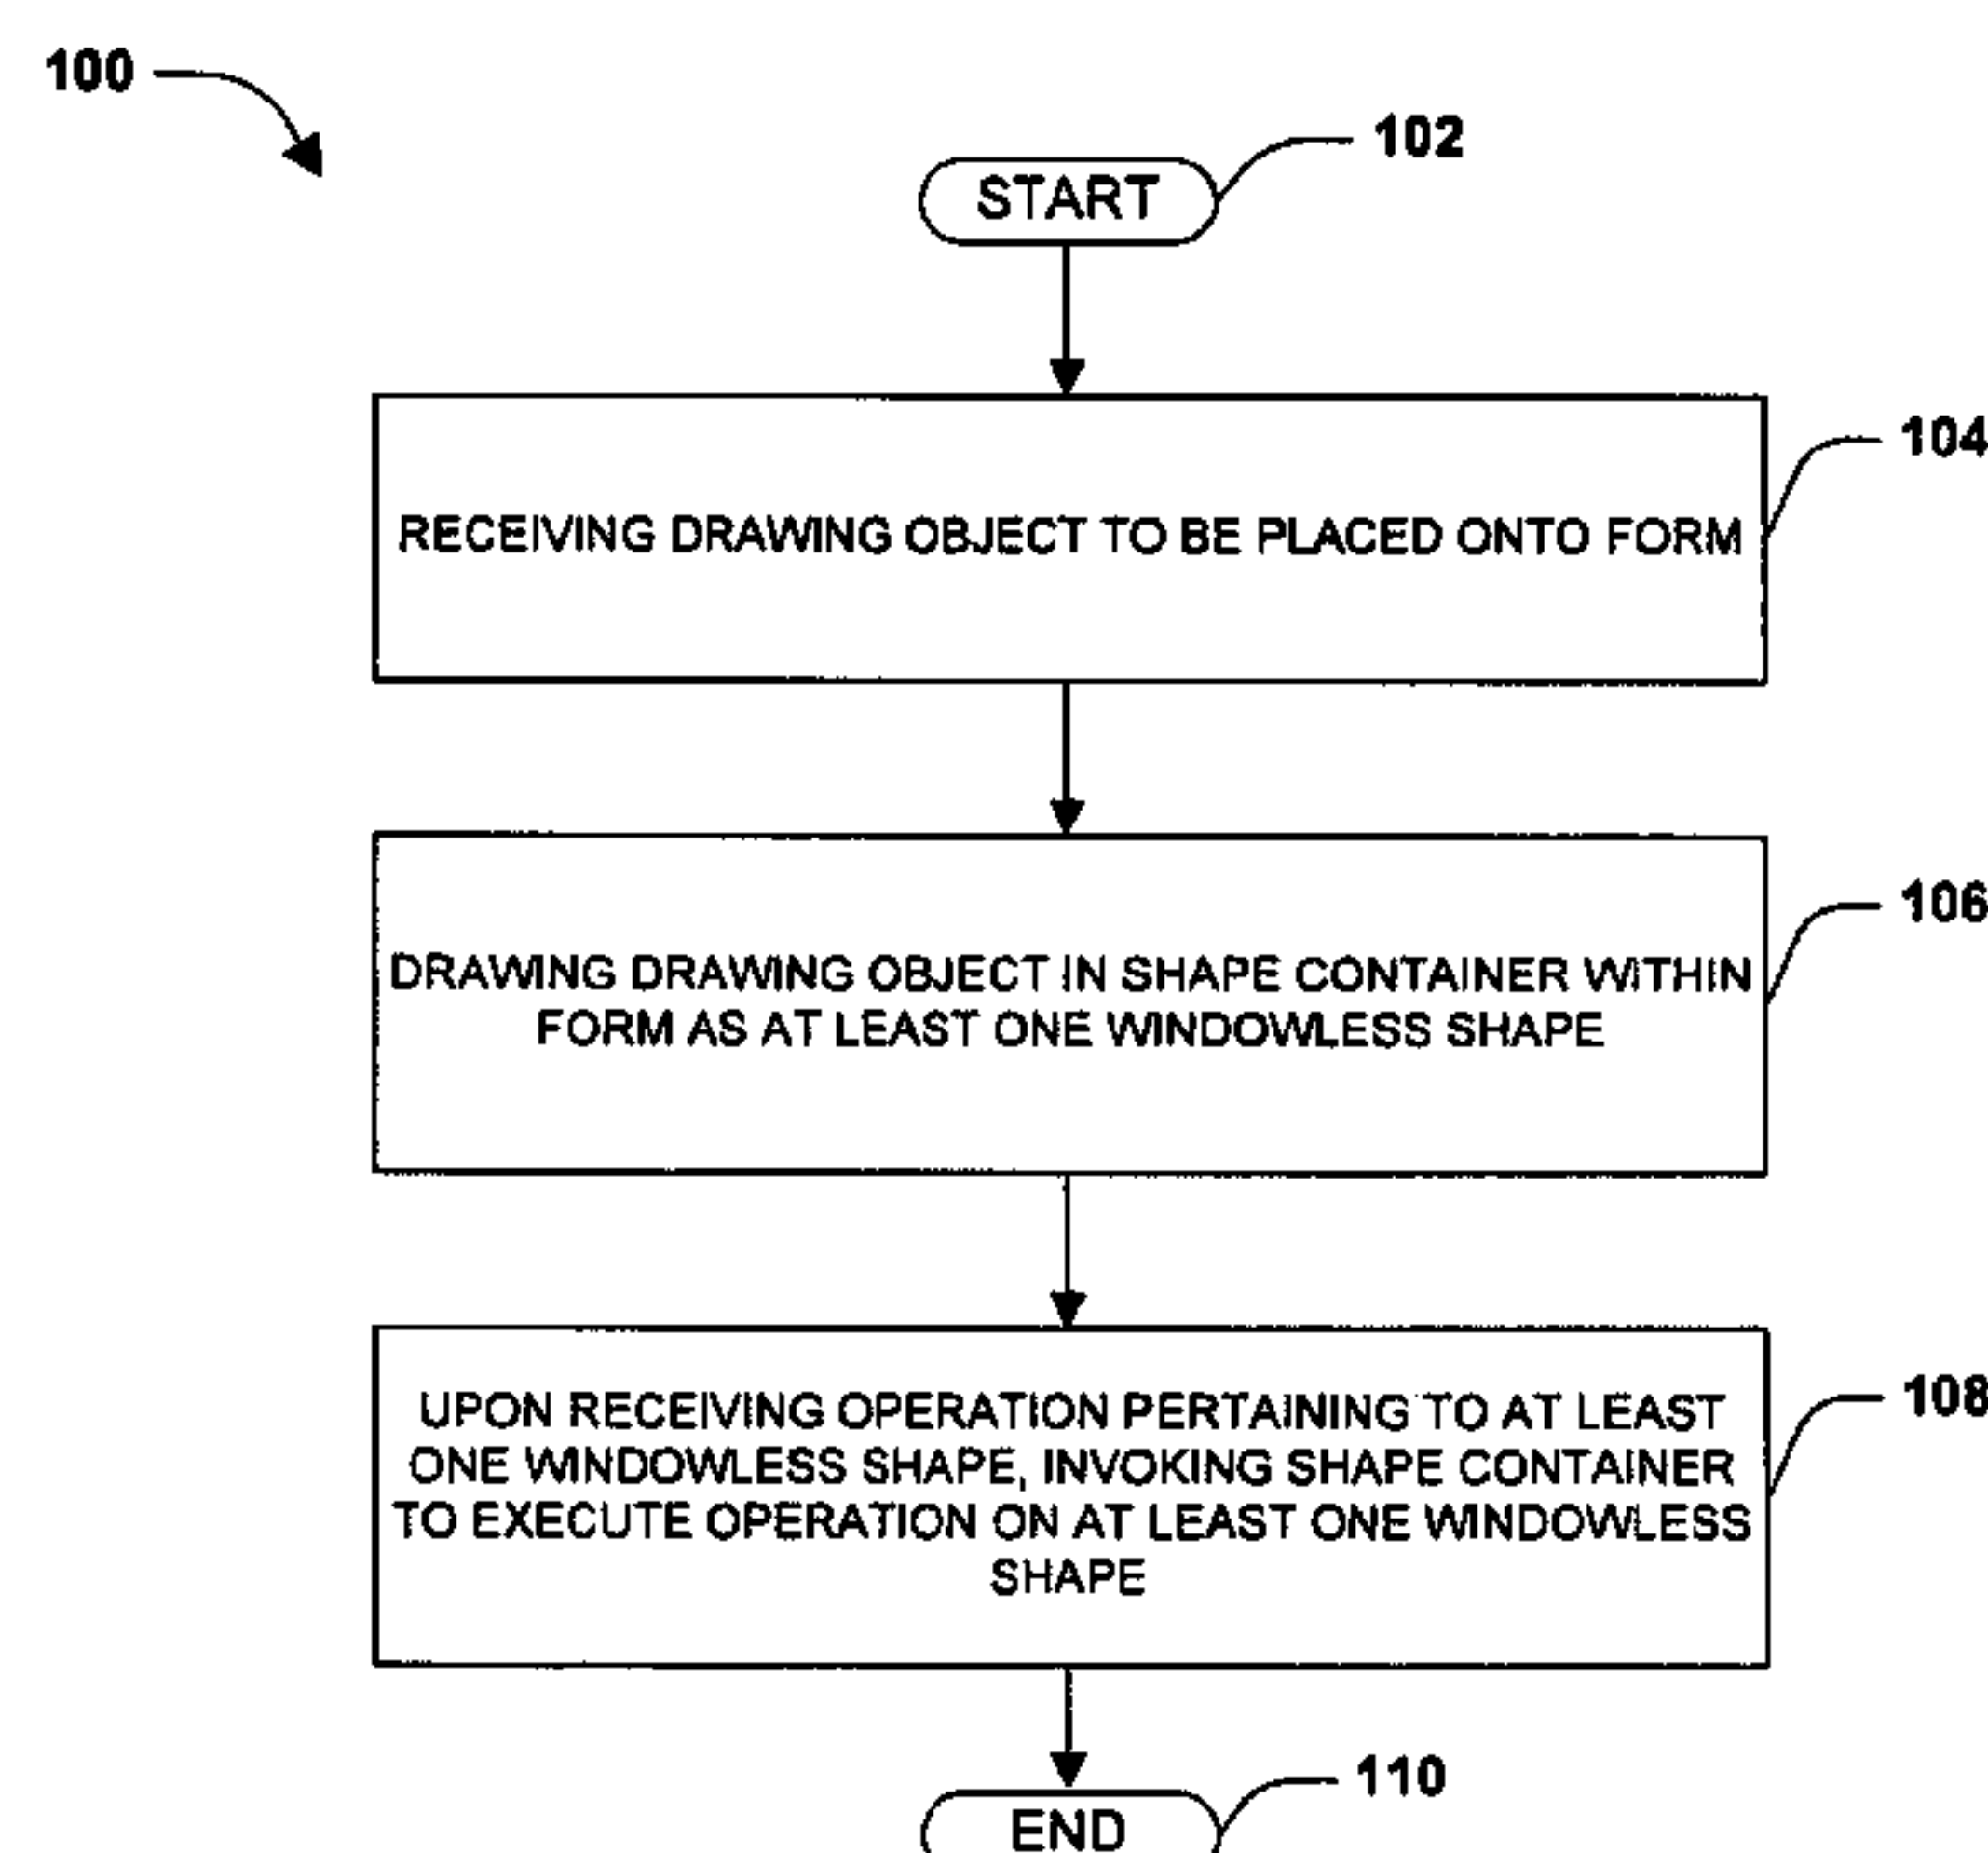 100
102
START
104
RECEIVING DRAWING OBJECT TO BE PLACED ONTO FORM
106
DRAWING DRAWING OBJECT IN SHAPE CONTAINER WITHIN
FORM AS AT LEAST ONE WINDOWLESS SHAPE
108
UPON RECEIVING OPERATION PERTAINING TO AT LEAST
ONE WINDOWLESS SHAPE, INVOKING SHAPE CONTAINER
TO EXECUTE OPERATION ON AT LEAST ONE WINDOWLESS
SHAPE
110
END